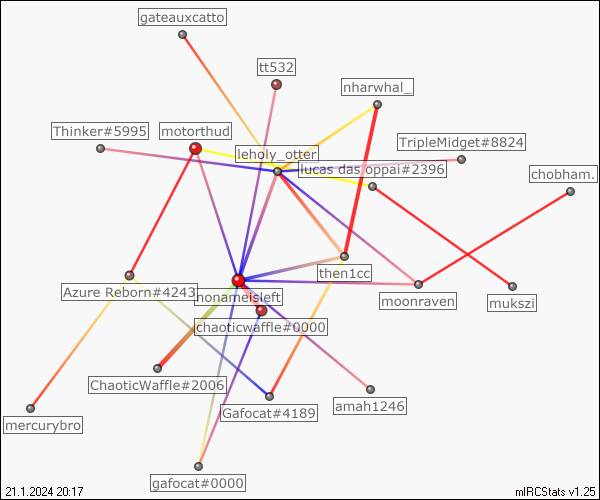 gateauxcatto
tt532
nharwhal_
Thinker#5995
motorthud
TripleMidget#8824
leholy_otter
lucas das oppai#2396
chobham.
then1cc
Azure Reborn#4243
nonameisleft
moonraven
mukszi
chaoticwaffle#0000
ChaoticWaffle#2006
Gafocat#4189
amah1246
mercurybro
gafocat#0000
21.1.2024 20:17
mIRCStats v1.25